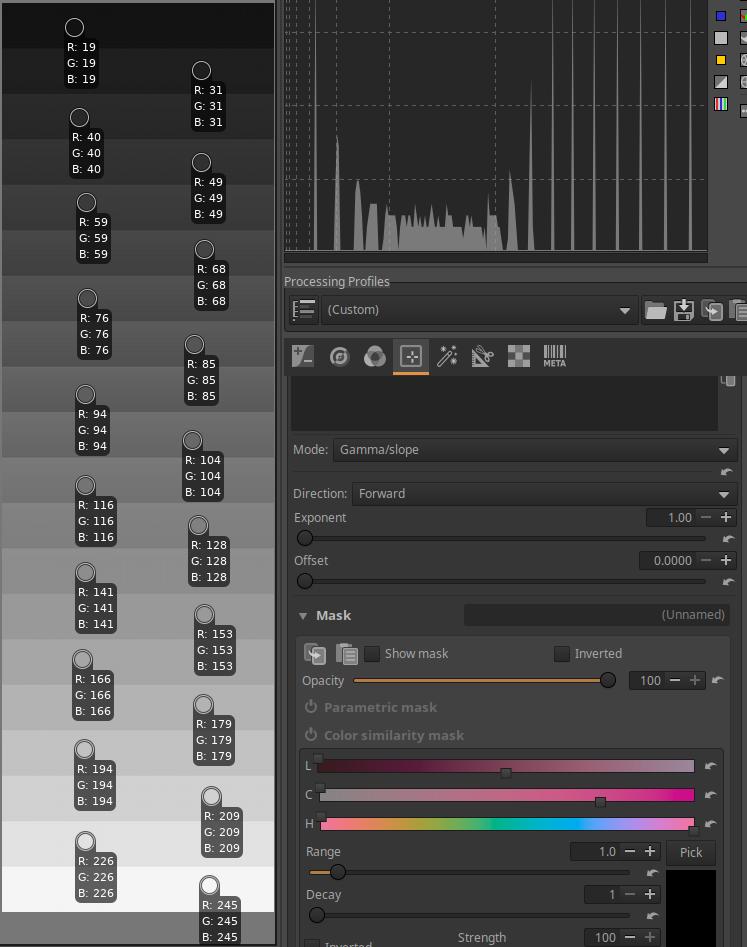 R: 19
G: 19
B: 19
R: 31
G: 31
B: 31
R: 40
G: 40
B: 40
R: 49
G: 49
B: 49
R: 59
G: 59
B: 59
R: 68
G: 68
B: 68
R: 76
G: 76
B: 76
R: 85
G: 85
B: 85
R: 94
G: 94
B: 94
R: 104
G: 104
B: 104
R: 116
G: 116
B: 116
R: 128
G: 128
B: 128
R: 141
G: 141
B: 141
R: 153
G: 153
B: 153
R: 166
G: 166
B: 166
R: 179
G: 179
B: 179
R: 194
G: 194
B: 194
R: 209
G: 209
B: 209
R: 226
G: 226
B: 226
R: 245
G: 245
B: 245
Processing Profiles
(Custom)
META
Mode: Gamma/slope
Direction: Forward
Exponent 1.00
Offset 0.0000
Mask (Unnamed)
Show mask Inverted
Opacity 100
Parametric mask
Color similarity mask
L
C
H
Range 1.0 Pick
Decay 1
Strength 100
Inverted